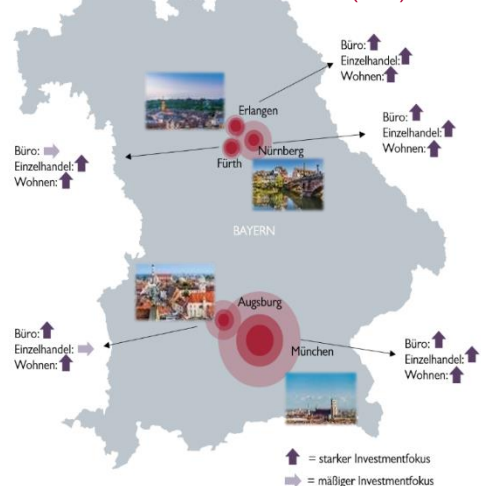 Büro:
Einzelhandel:
Wohnen:
Erlangen
Büro:
Einzelhandel:
Wohnen:
Nürnberg
Fürth
Büro:
Einzelhandel:
Wohnen:
BAYERN
Augsburg
München
Büro:
Einzelhandel:
Wohnen:
Büro:
Einzelhandel:
Wohnen:
= starker Investmentfokus
= mäßiger Investmentfokus